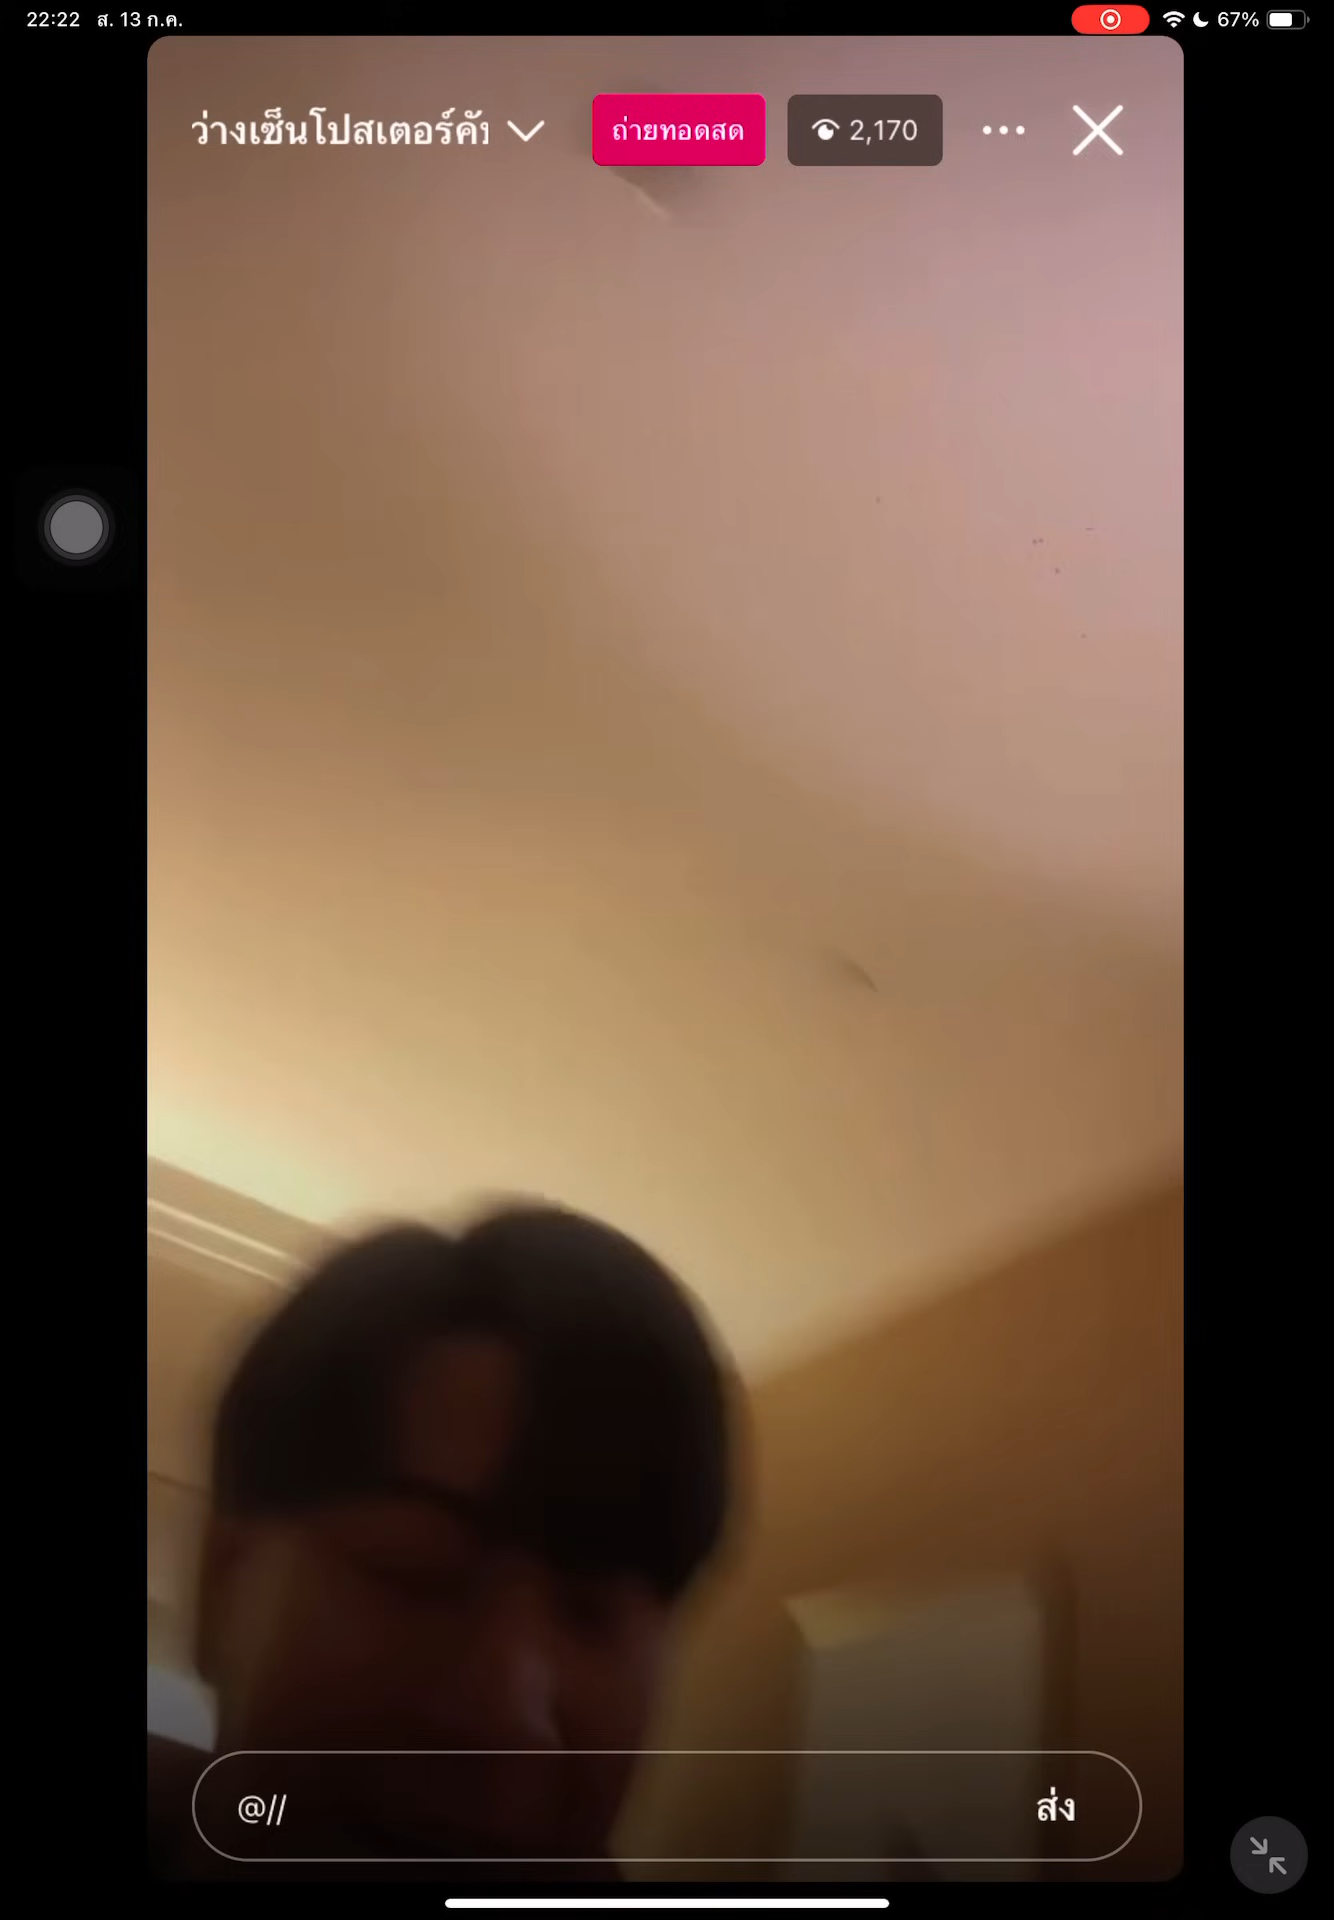 22:22 ส. 13 ก.ค.
67%
ว่างเซ็นโปสเตอร์คัา
ถ่ายทอดสด
2,170
@//
ส่ง